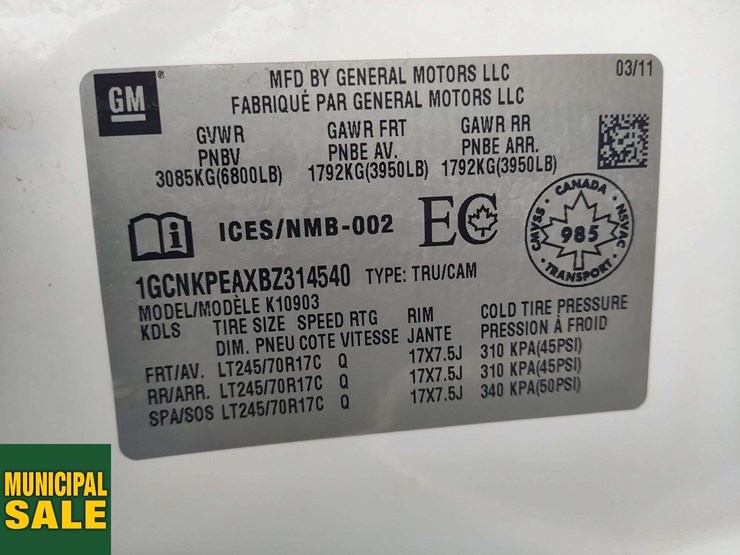 GM
MFD BY GENERAL MOTORS LLC
03/11
FABRIQUÉ PAR GENERAL MOTORS LLC
GVWR GAWR FRT GAWR RR
PNBV PNBE AV. PNBE ARR.
3085KG(6800LB) 1792KG(3950LB) 1792KG(3950LB)
i ICES/NMB-002 EC
CANADA
985
TRANSPORT
SSVAC NSVAC
1GCNKPEAXBZ314540 TYPE: TRU/CAM
MODEL/MODÈLE K10903
KDLS TIRE SIZE SPEED RTG RIM COLD TIRE PRESSURE
DIM. PNEU COTE VITESSE JANTE PRESSION À FROID
FRT/AV. LT245/70R17C Q 17X7.5J 310 KPA(45PSI)
RR/ARR. LT245/70R17C Q 17X7.5J 310 KPA(45PSI)
SPA/SOS LT245/70R17C Q 17X7.5J 340 KPA(50PSI)
MUNICIPAL
SALE